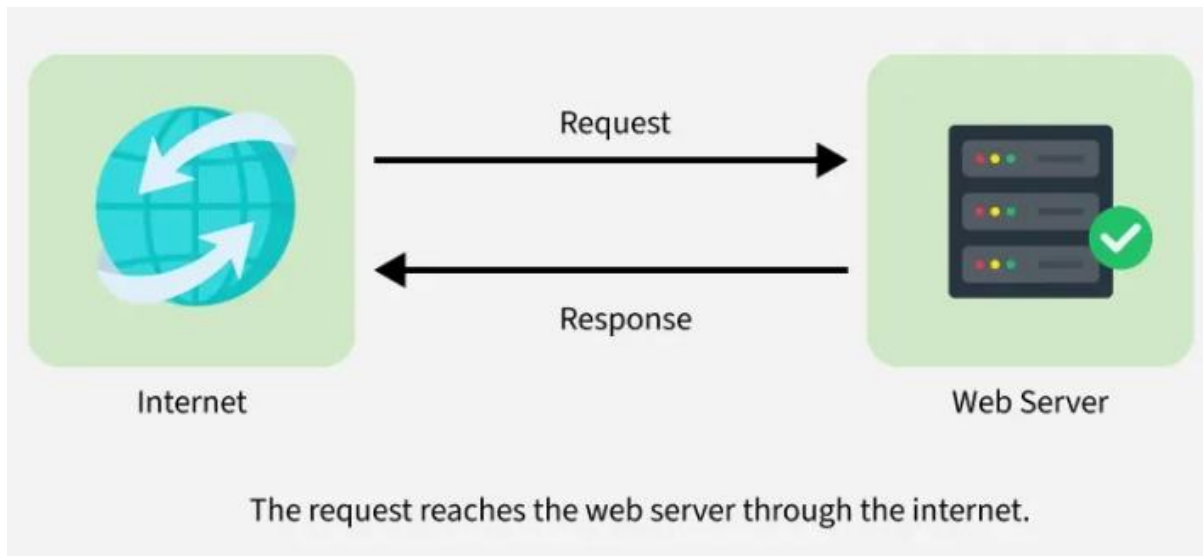 Request
Response
Internet
Web Server
The request reaches the web server through the internet.